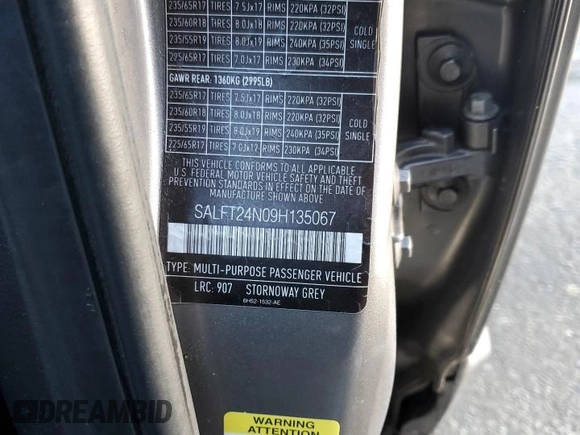 235/65R17 TIRES 7.5Jx17 RIMS 220KPA (32PSI)
235/60R18 TIRES 8.0Jx18 RIMS 220KPA (32PSI) COLD
235/55R19 TIRES 8.0Jx19 RIMS 240KPA (35PSI) SINGLE
225/65R17 TIRES 7.0Jx17 RIMS 230KPA (34PSI)
GAWR REAR: 1360KG (2995LB)
235/65R17 TIRES 7.5Jx17 RIMS 220KPA (32PSI)
235/60R18 TIRES 8.0Jx18 RIMS 220KPA (32PSI) COLD
235/55R19 TIRES 8.0Jx19 RIMS 240KPA (35PSI) SINGLE
225/65R17 TIRES 7.0Jx17 RIMS 230KPA (34PSI)
THIS VEHICLE CONFORMS TO ALL APPLICABLE
U.S. FEDERAL MOTOR VEHICLE SAFETY AND THEFT
PREVENTION STANDARDS IN EFFECT ON THE DATE OF
MANUFACTURE SHOWN ABOVE
SALFT24N09H135067
TYPE: MULTI-PURPOSE PASSENGER VEHICLE
LRC: 907 STORNOWAY GREY
6H52-1532-AE
WARNING
ATTENTION
DREAMBID